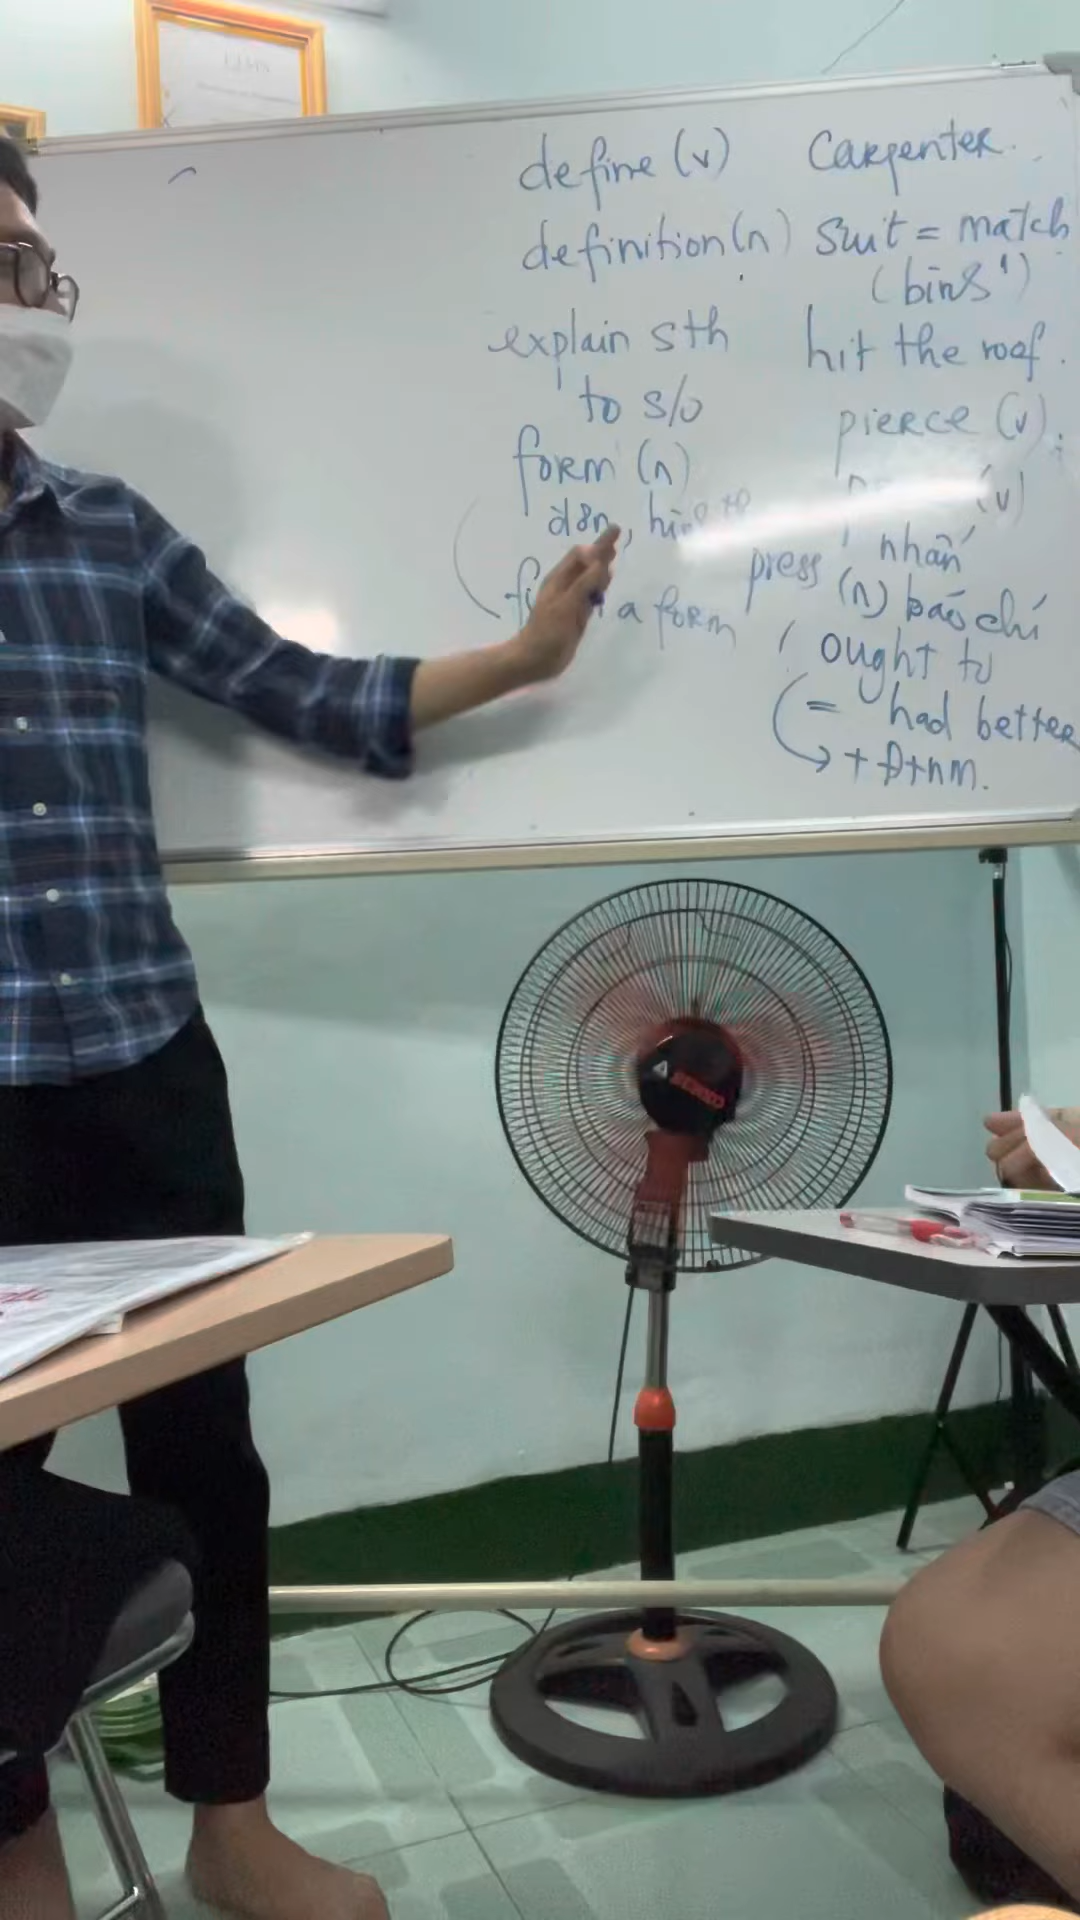 define (v)
definition (n)
explain sth
to s/o
form (n)
đơn,
a form
Carpenter.
suit = match
hit the roof.
pierce (v)
(v)
nhấn
press (n) báo chí
ought to
= had better